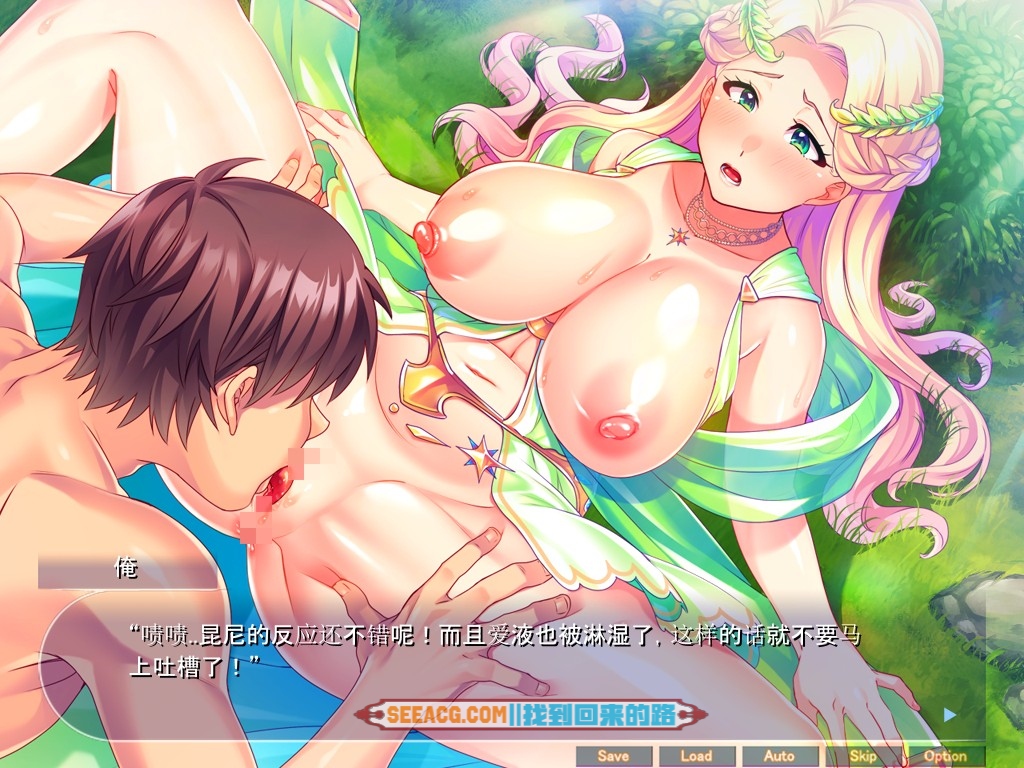 俺
“啧啧..昆尼的反应还不错呢！而且爱液也被淋湿了, 这样的话就不要马
上吐槽了！”
SEEACG.COM||找到回来的路
Save Load Auto Skip Option